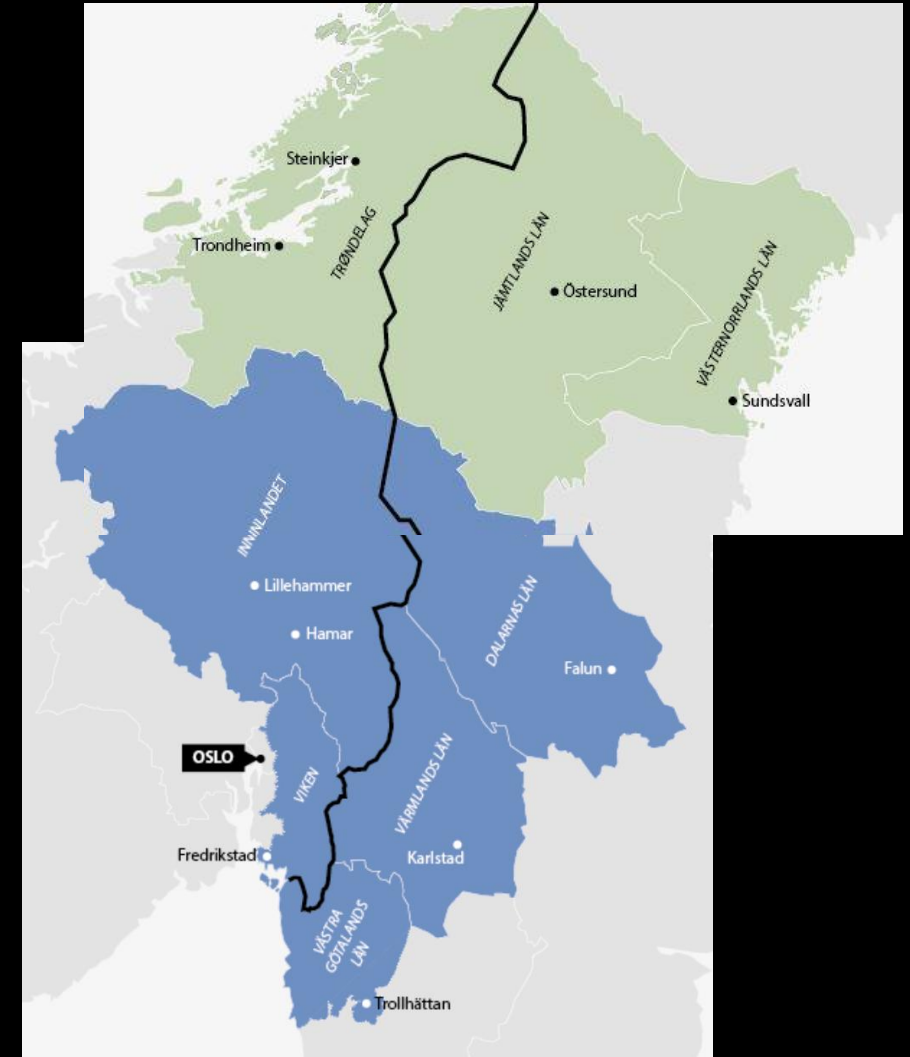 Steinkjer
TRØNDELAG
Trondheim
JÄMTLANDS LÄN
VÄSTERNORRLANDS LÄN
Östersund
Sundsvall
INNINLANDET
Lillehammer
Hamar
DALARNAS LÄN
Falun
OSLO
VIKEN
VÄRMLANDS LÄN
Fredrikstad
Karlstad
VÄSTRA
GÖTALANDS
LÄN
Trollhättan